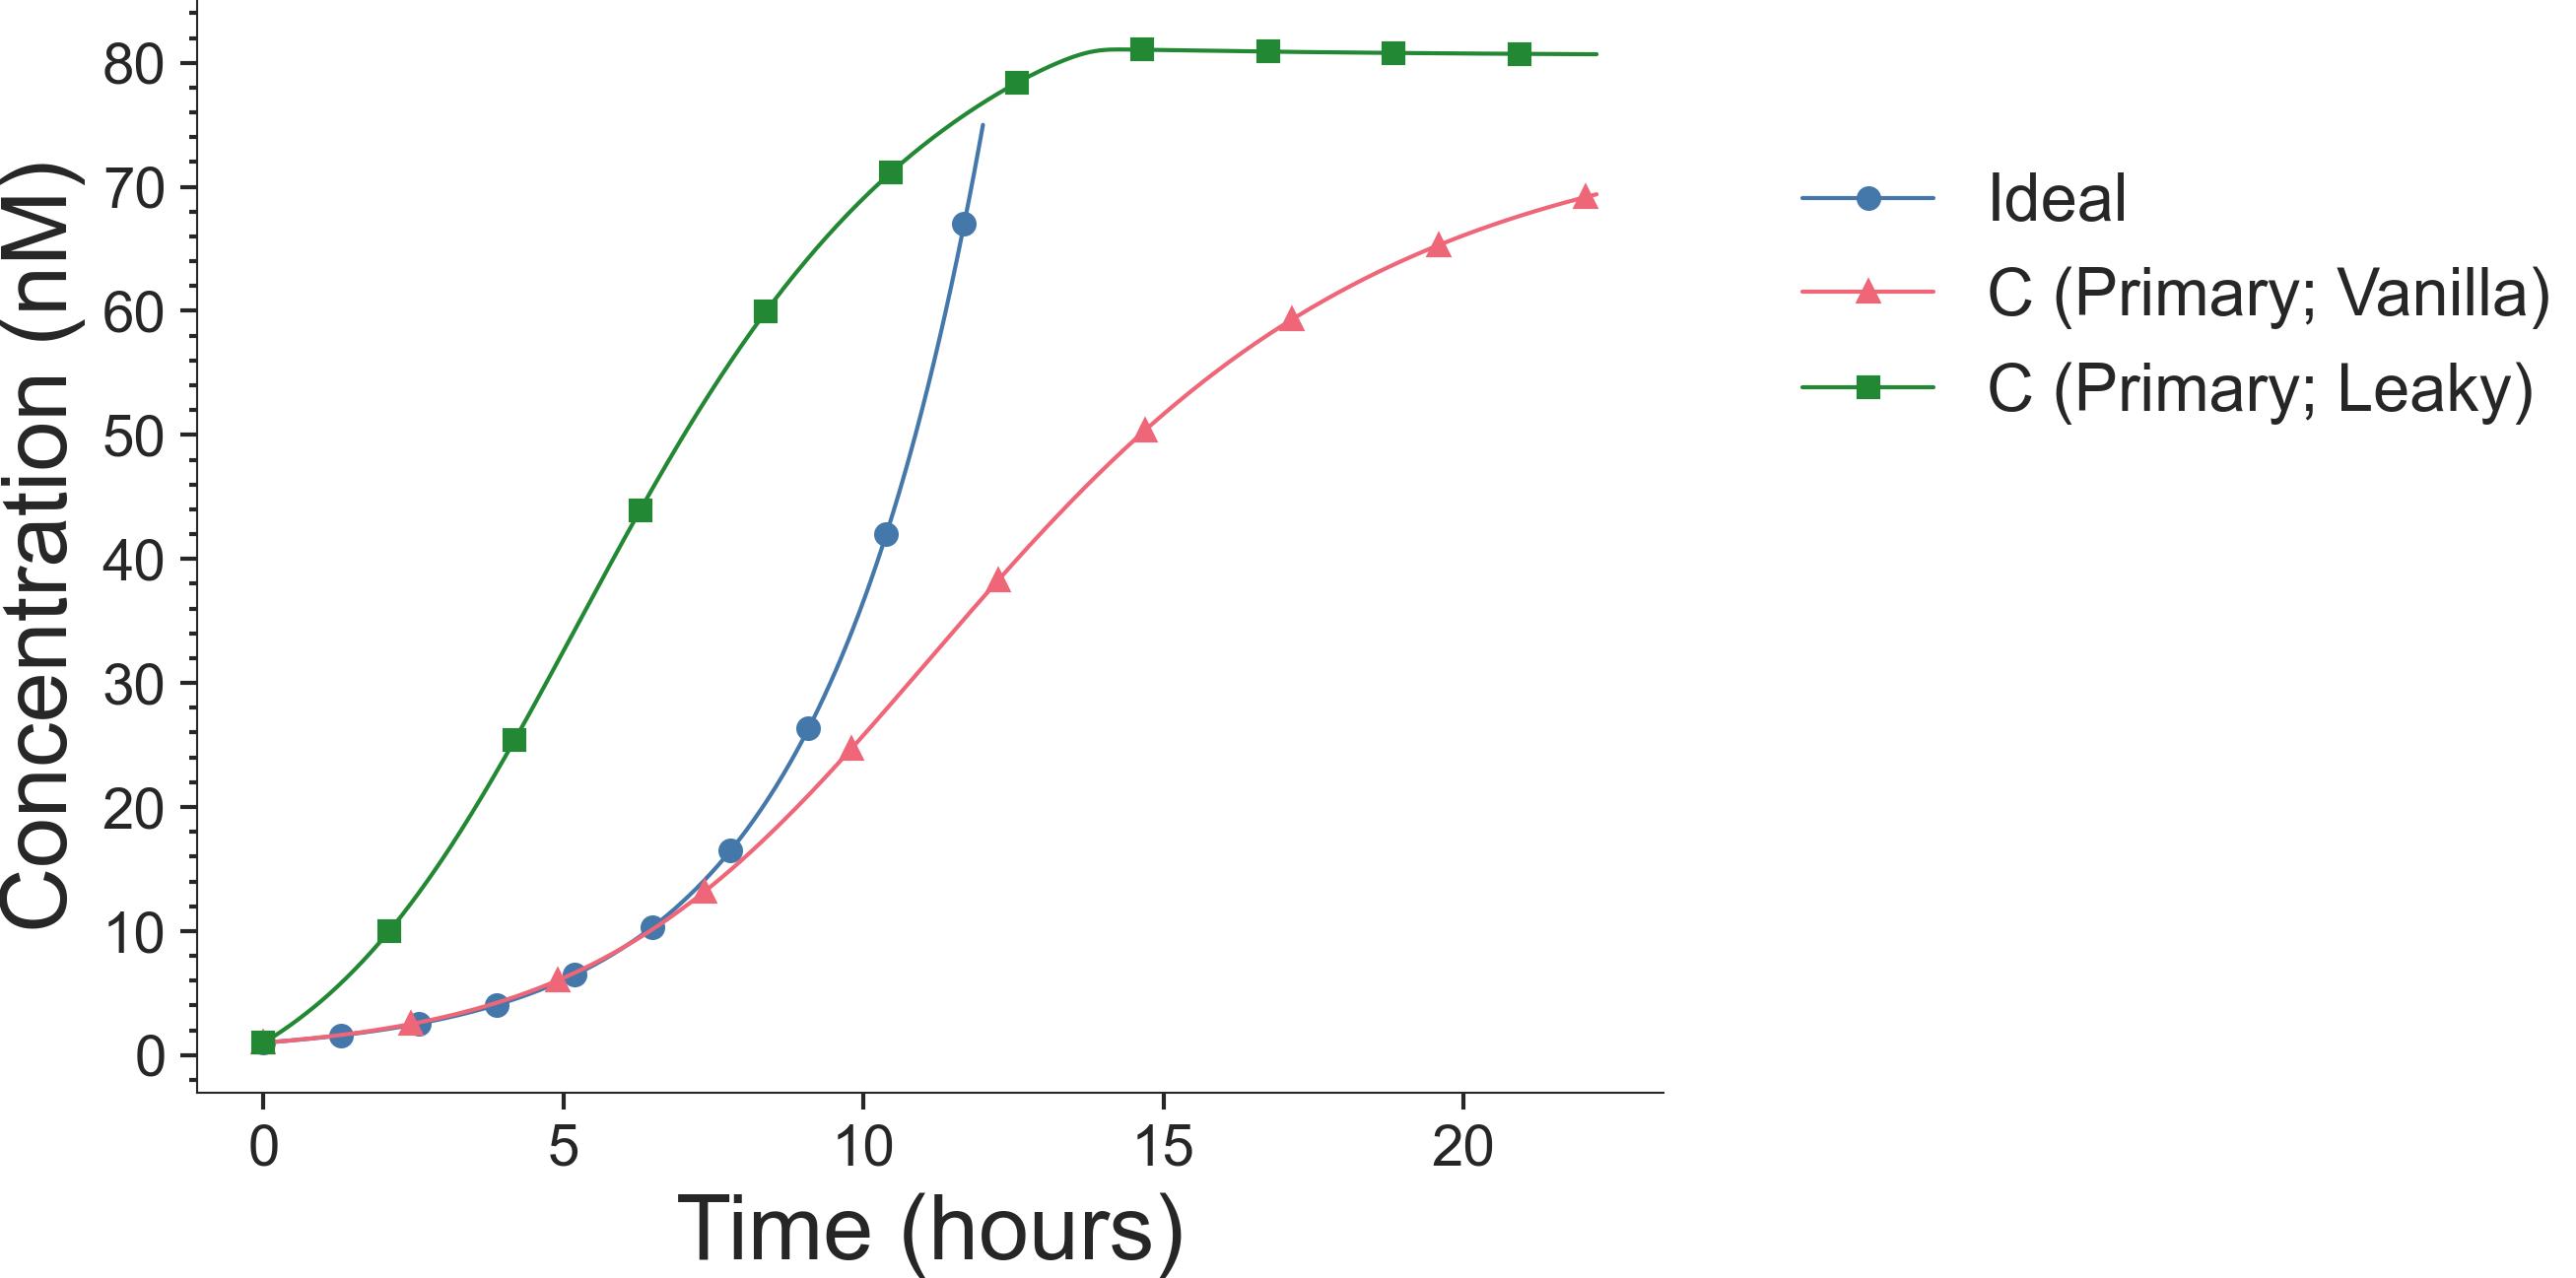 Concentration (nM)
80
70
60
50
40
30
20
10
0
0 5 10 15 20
Time (hours)
Ideal
C (Primary; Vanilla)
C (Primary; Leaky)